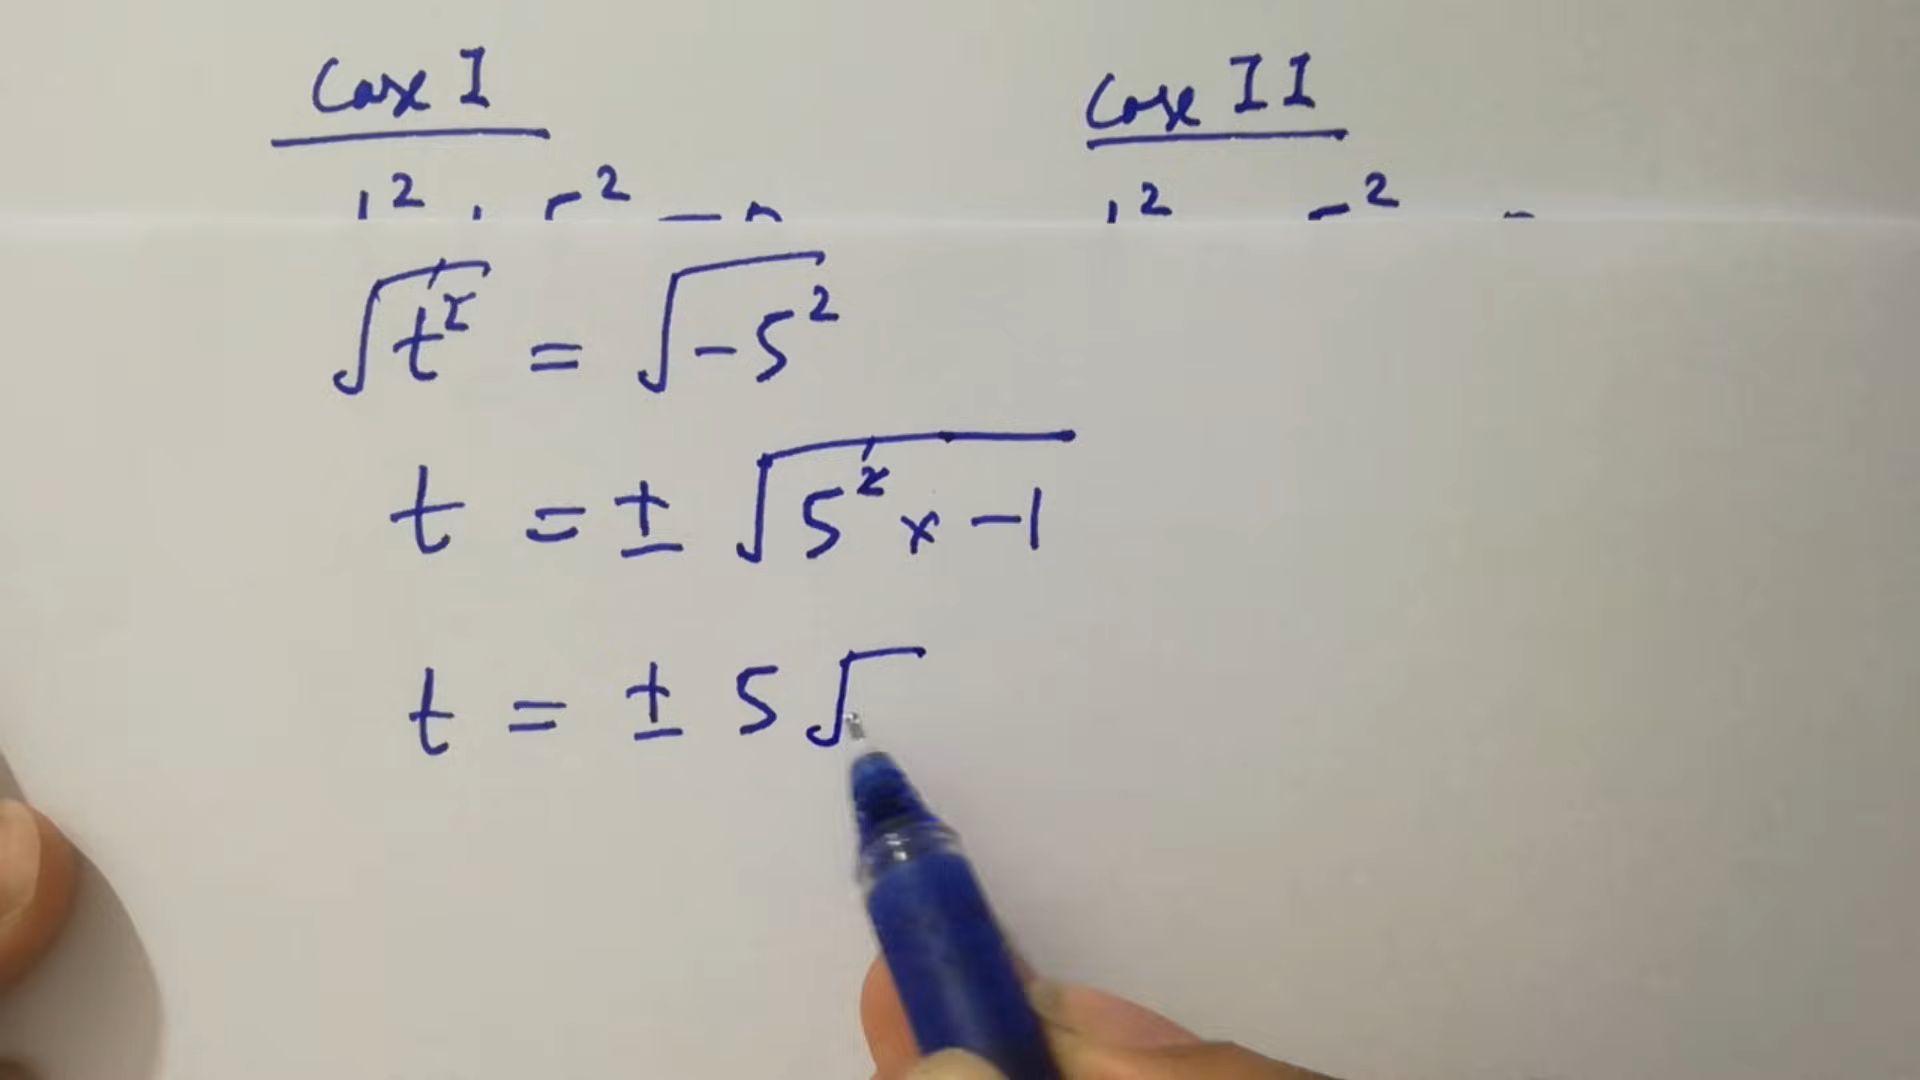 Case I
Case II
√t² = √-5²
t = ± √5² x -1
t = ± 5 √